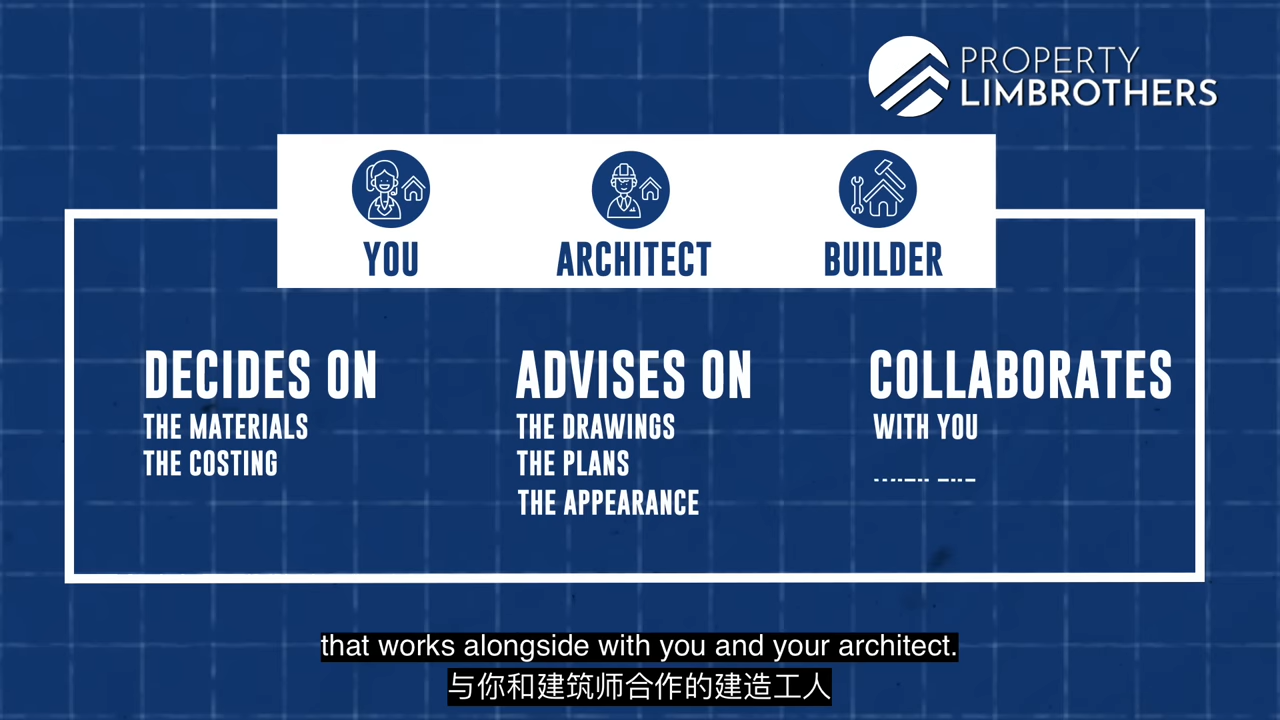 PROPERTY
LIMBROTHERS
YOU
ARCHITECT
BUILDER
DECIDES ON
THE MATERIALS
THE COSTING
ADVISES ON
THE DRAWINGS
THE PLANS
THE APPEARANCE
COLLABORATES
WITH YOU
that works alongside with you and your architect.
与你和建筑师合作的建造工人